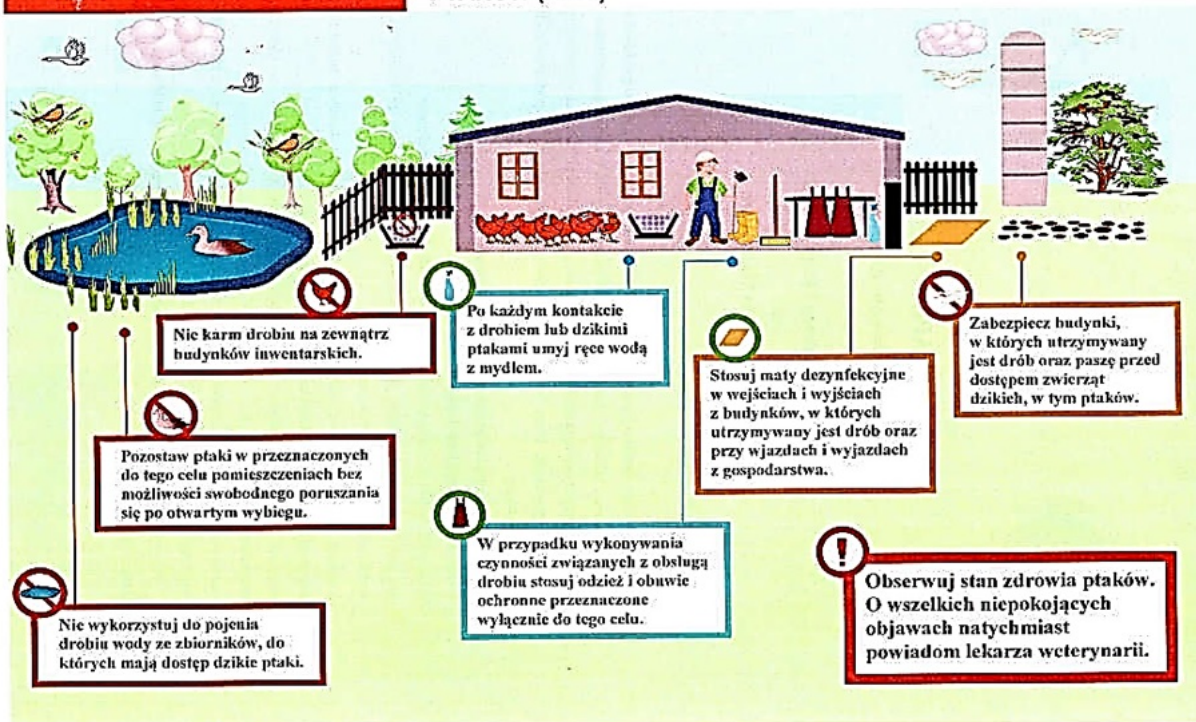 Nie karm drobiu na zewnątrz
budynków inwentarskich.
Po każdym kontakcie
z drobiem lub dzikimi
ptakami umyj ręce wodą
z mydłem.
Stosuj maty dezynfekcyjne
w wejściach i wyjściach
z budynków, w których
utrzymywany jest drób oraz
przy wjazdach i wyjazdach
z gospodarstwa.
Zabezpiecz budynki,
w których utrzymywany
jest drób oraz paszę przed
dostępem zwierząt
dzikich, w tym ptaków.
Pozostaw ptaki w przeznaczonych
do tego celu pomieszczeniach bez
możliwości swobodnego poruszania
się po otwartym wybiegu.
W przypadku wykonywania
czynności związanych z obsługą
drobiu stosuj odzież i obuwie
ochronne przeznaczone
wyłącznie do tego celu.
Nie wykorzystuj do pojenia
drobiu wody ze zbiorników, do
których mają dostęp dzikie ptaki.
Obserwuj stan zdrowia ptaków.
O wszelkich niepokojących
objawach natychmiast
powiadom lekarza weterynarii.